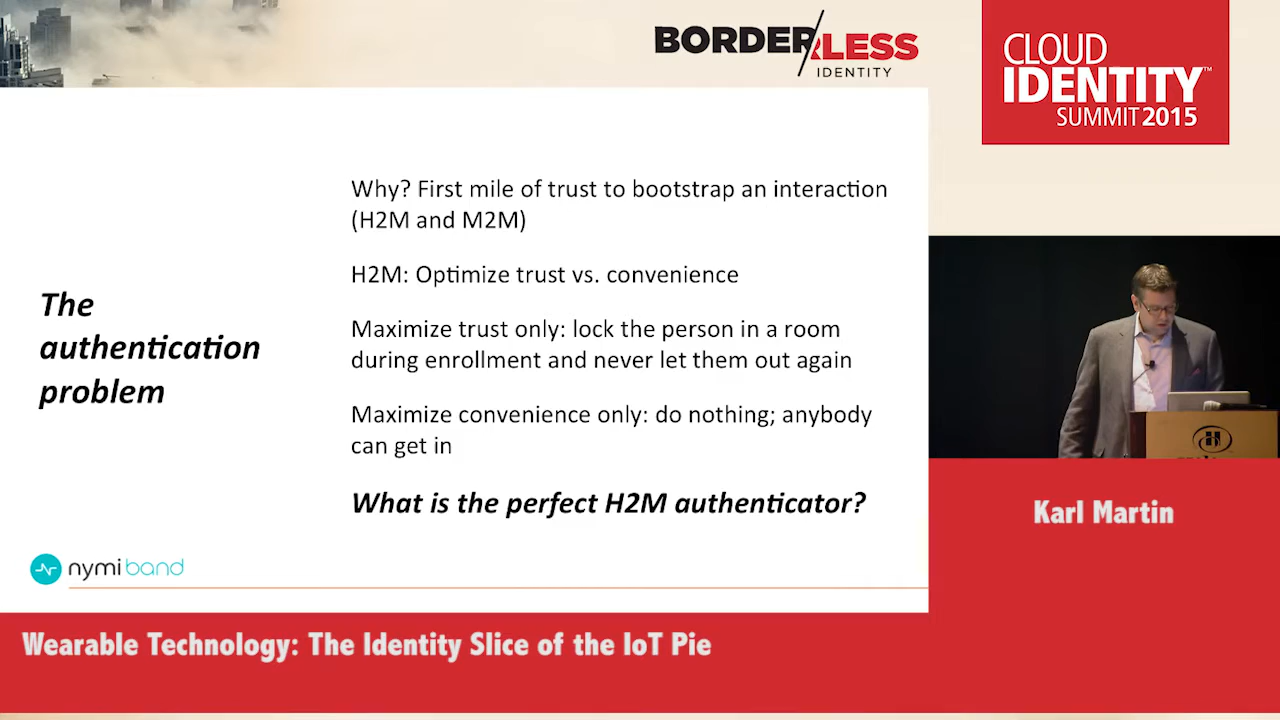 BORDER/LESS
IDENTITY
CLOUD
IDENTITY™
SUMMIT 2015
Why? First mile of trust to bootstrap an interaction
(H2M and M2M)
H2M: Optimize trust vs. convenience
The
authentication
problem
Maximize trust only: lock the person in a room
during enrollment and never let them out again
Maximize convenience only: do nothing; anybody
can get in
What is the perfect H2M authenticator?
nymi band
Karl Martin
Wearable Technology: The Identity Slice of the IoT Pie